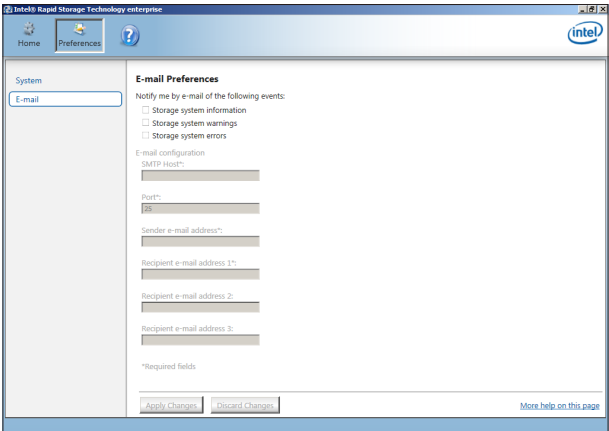 Intel® Rapid Storage Technology enterprise
Home
Preferences
?
intel
System
E-mail
E-mail Preferences
Notify me by e-mail of the following events:
Storage system information
Storage system warnings
Storage system errors
E-mail configuration
SMTP Host*:
Port*:
25
Sender e-mail address*:
Recipient e-mail address 1*:
Recipient e-mail address 2:
Recipient e-mail address 3:
*Required fields
Apply Changes
Discard Changes
More help on this page